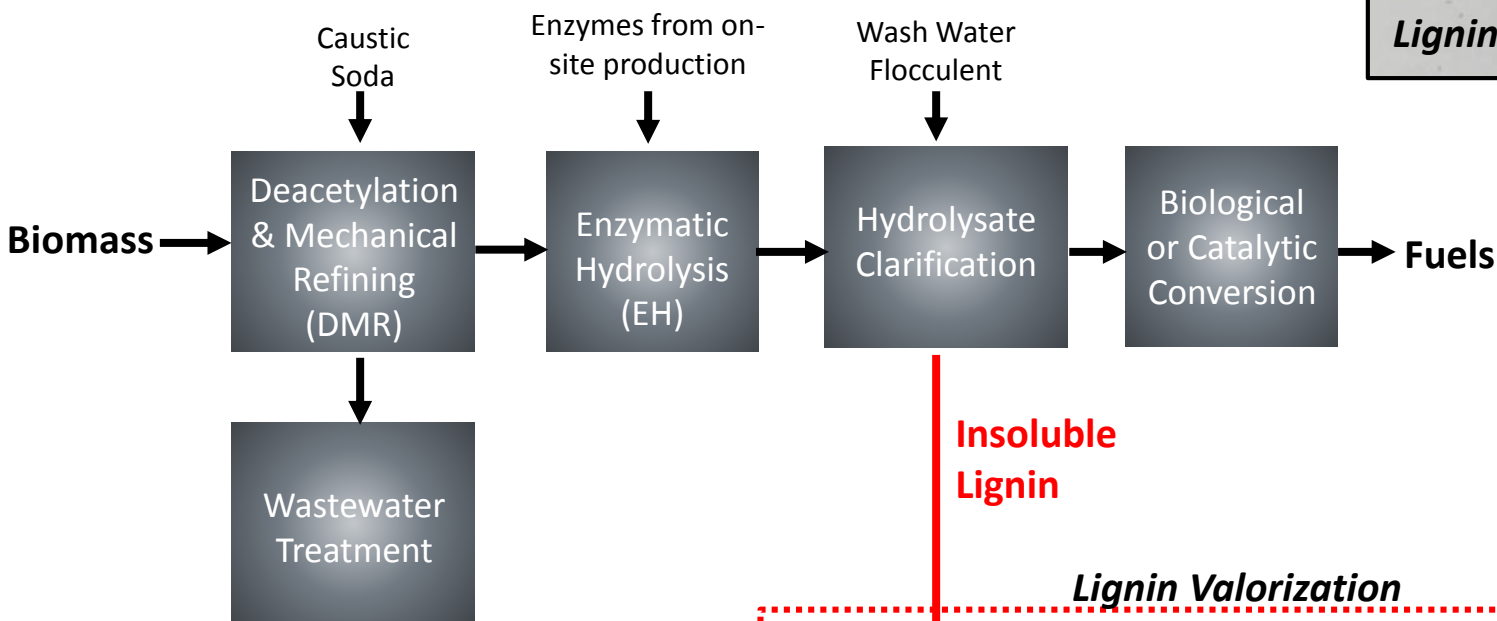 Caustic
Soda
Enzymes from on-
site production
Wash Water
Flocculent
Lignin
Biomass
Deacetylation
& Mechanical
Refining
(DMR)
Enzymatic
Hydrolysis
(EH)
Hydrolysate
Clarification
Biological
or Catalytic
Conversion
Fuels
Insoluble
Lignin
Wastewater
Treatment
Lignin Valorization